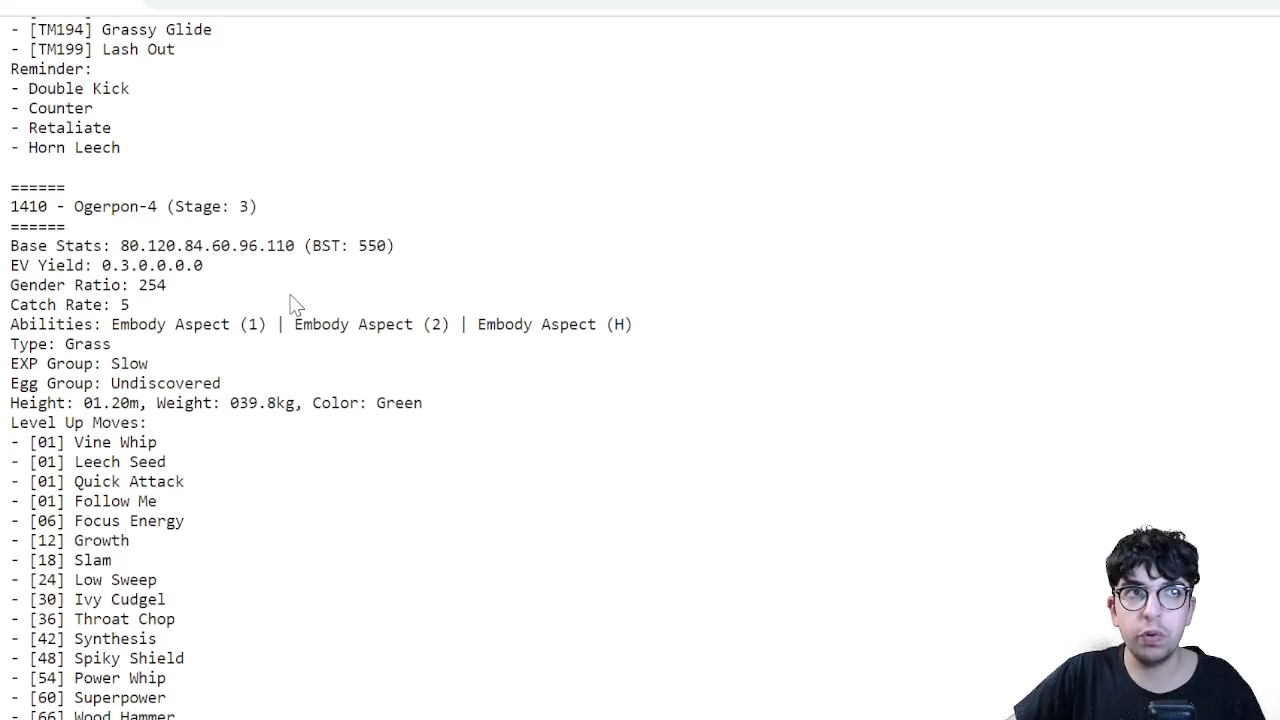 - [TM194] Grassy Glide
- [TM199] Lash Out
Reminder:
- Double Kick
- Counter
- Retaliate
- Horn Leech
======
1410 - Ogerpon-4 (Stage: 3)
======
Base Stats: 80.120.84.60.96.110 (BST: 550)
EV Yield: 0.3.0.0.0.0
Gender Ratio: 254
Catch Rate: 5
Abilities: Embody Aspect (1) | Embody Aspect (2) | Embody Aspect (H)
Type: Grass
EXP Group: Slow
Egg Group: Undiscovered
Height: 01.20m, Weight: 039.8kg, Color: Green
Level Up Moves:
- [01] Vine Whip
- [01] Leech Seed
- [01] Quick Attack
- [01] Follow Me
- [06] Focus Energy
- [12] Growth
- [18] Slam
- [24] Low Sweep
- [30] Ivy Cudgel
- [36] Throat Chop
- [42] Synthesis
- [48] Spiky Shield
- [54] Power Whip
- [60] Superpower
- [66] Wood Hammer